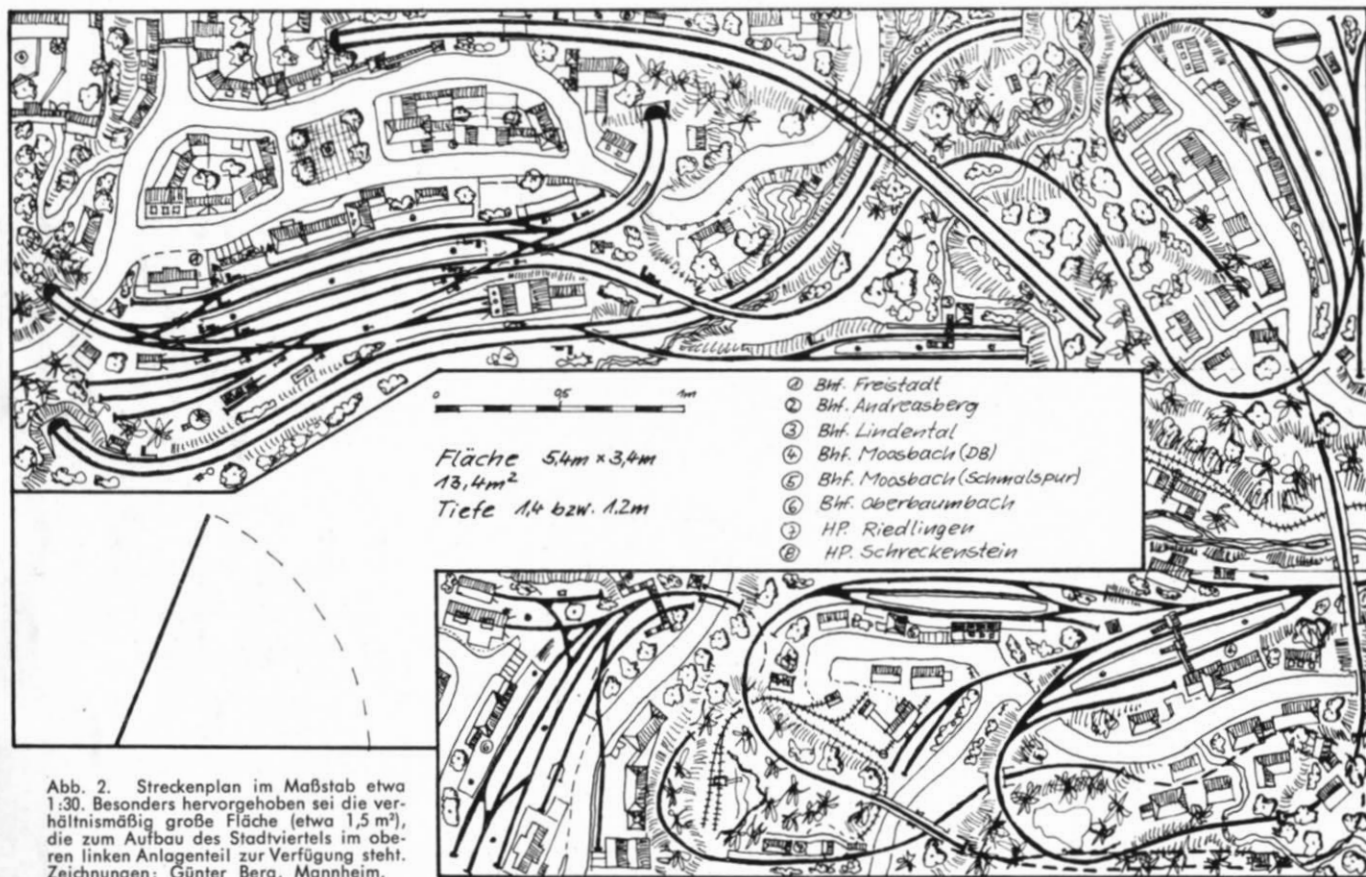 0 0,5 1m
Fläche 5,4m × 3,4m
13,4m²
Tiefe 1,4 bzw. 1.2m
① Bhf. Freistadt
② Bhf. Andreasberg
③ Bhf. Lindental
④ Bhf. Moosbach (DB)
⑤ Bhf. Moosbach (Schmalspur)
⑥ Bhf. Oberbaumbach
⑦ HP. Riedlingen
⑧ HP. Schreckenstein
Abb. 2. Streckenplan im Maßstab etwa
1:30. Besonders hervorgehoben sei die ver-
hältnismäßig große Fläche (etwa 1,5 m²),
die zum Aufbau des Stadtviertels im obe-
ren linken Anlagenteil zur Verfügung steht.
Zeichnungen: Günter Berg, Mannheim.